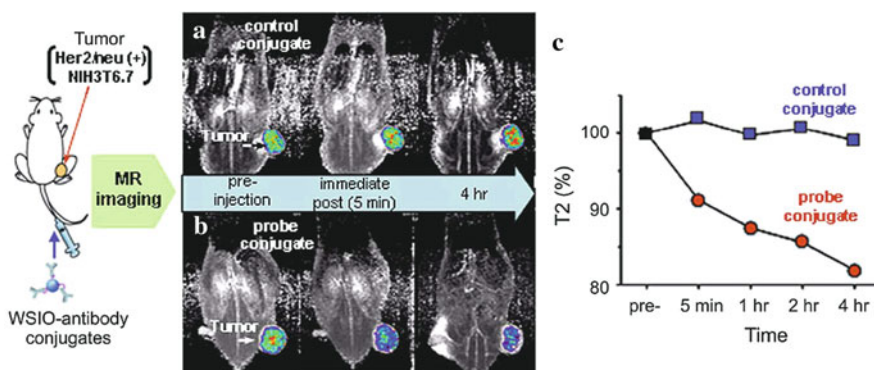 Tumor
Her2/neu (+)
NIH3T6.7
MR
imaging
WSIO-antibody
conjugates
a
control
conjugate
Tumor
pre-
injection
immediate
post (5 min)
4 hr
b
probe
conjugate
Tumor
c
control
conjugate
probe
conjugate
T2 (%)
100
90
80
pre-
5 min
1 hr
2 hr
4 hr
Time